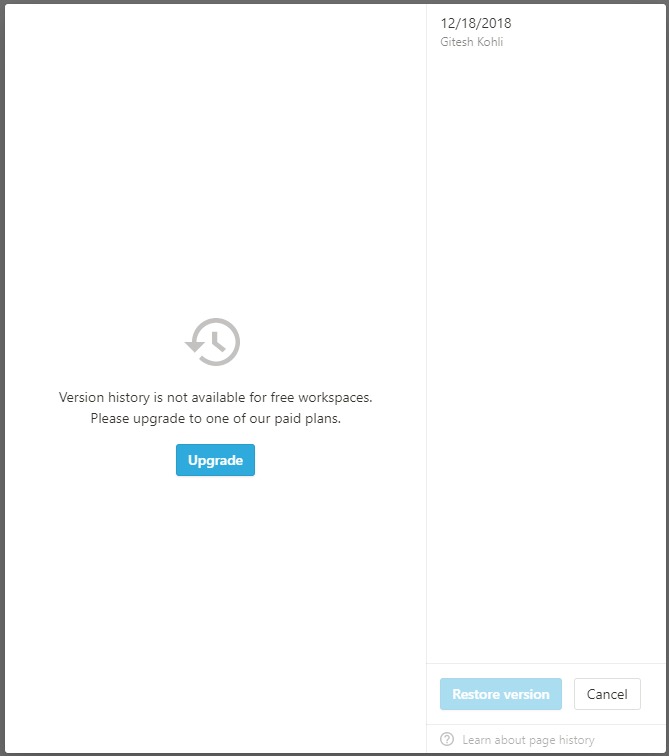 12/18/2018
Gitesh Kohli
Version history is not available for free workspaces.
Please upgrade to one of our paid plans.
Upgrade
Restore version
Cancel
Learn about page history